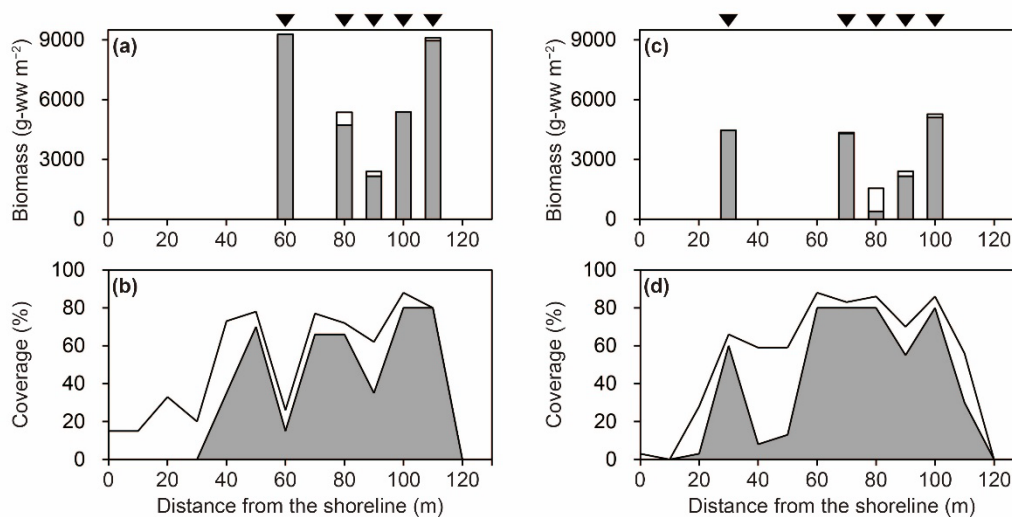 (a)
Biomass (g-ww m⁻²)
9000
6000
3000
0
0 20 40 60 80 100 120
(c)
Biomass (g-ww m⁻²)
9000
6000
3000
0
0 20 40 60 80 100 120
(b)
Coverage (%)
100
80
60
40
20
0
0 20 40 60 80 100 120
Distance from the shoreline (m)
(d)
Coverage (%)
100
80
60
40
20
0
0 20 40 60 80 100 120
Distance from the shoreline (m)